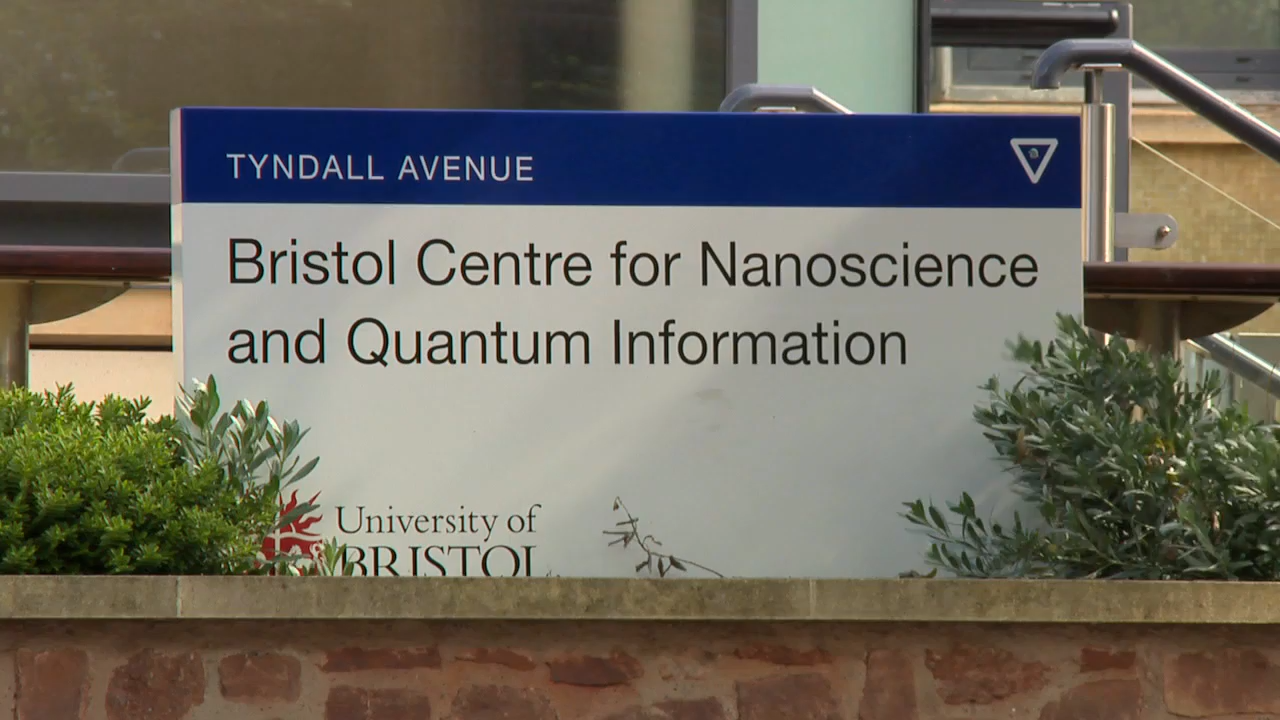 TYNDALL AVENUE
Bristol Centre for Nanoscience
and Quantum Information
University of
BRISTOL